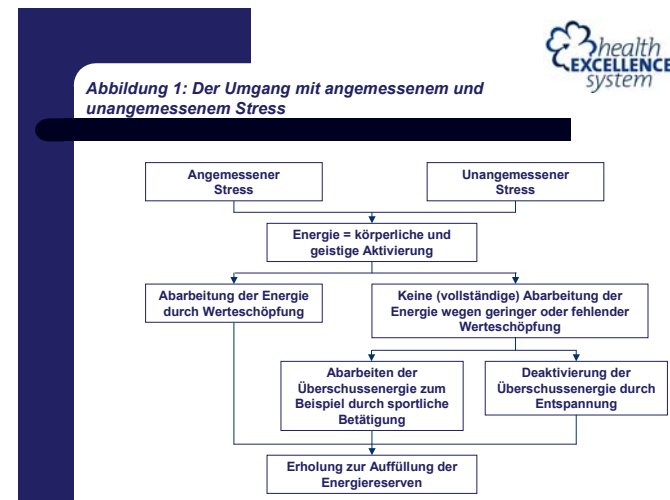 health
EXCELLENCE
system
Abbildung 1: Der Umgang mit angemessenem und
unangemessenem Stress
Angemessener
Stress
Unangemessener
Stress
Energie = körperliche und
geistige Aktivierung
Abarbeitung der Energie
durch Werteschöpfung
Keine (vollständige) Abarbeitung der
Energie wegen geringer oder fehlender
Werteschöpfung
Abarbeiten der
Überschussenergie zum
Beispiel durch sportliche
Betätigung
Deaktivierung der
Überschussenergie durch
Entspannung
Erholung zur Auffüllung der
Energiereserven